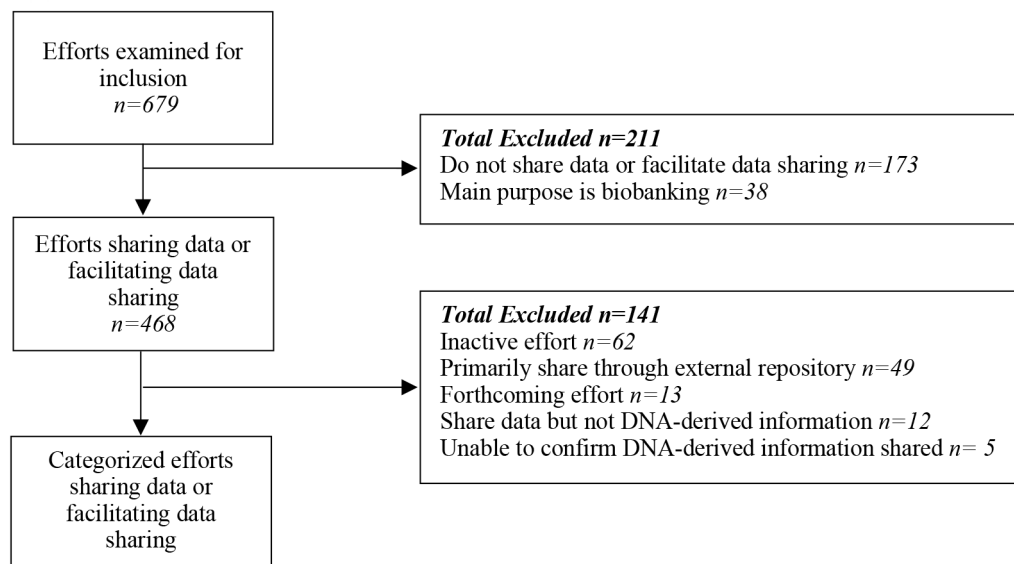 Efforts examined for
inclusion
n=679
Total Excluded n=211
Do not share data or facilitate data sharing n=173
Main purpose is biobanking n=38
Efforts sharing data or
facilitating data
sharing
n=468
Total Excluded n=141
Inactive effort n=62
Primarily share through external repository n=49
Forthcoming effort n=13
Share data but not DNA-derived information n=12
Unable to confirm DNA-derived information shared n= 5
Categorized efforts
sharing data or
facilitating data
sharing